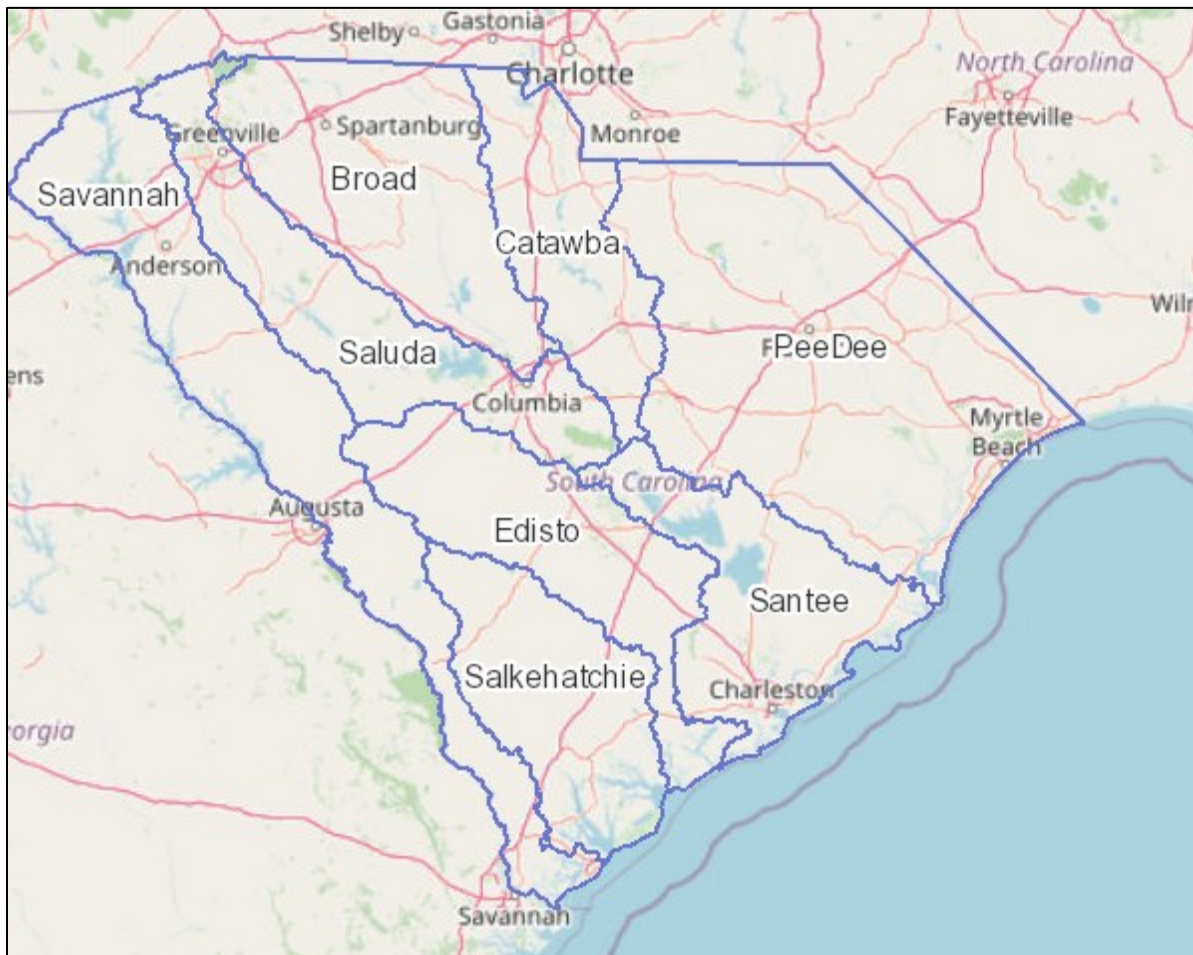 Shelby
Gastonia
Charlotte
North Carolina
Fayetteville
Monroe
Greenville
Spartanburg
Broad
Savannah
Catawba
Anderson
Wilm
PeeDee
Saluda
ens
Columbia
Myrtle
Beach
South Carolina
Augusta
Edisto
Santee
Salkehatchie
Charleston
orgia
Savannah